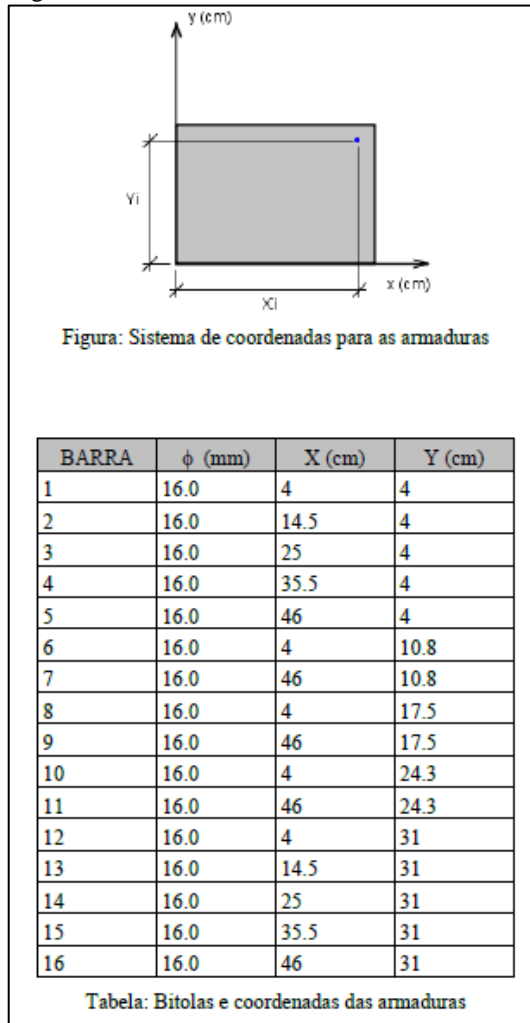 y (cm)
Yi
x (cm)
Xi
Figura: Sistema de coordenadas para as armaduras
BARRA ϕ (mm) X (cm) Y (cm)
1 16.0 4 4
2 16.0 14.5 4
3 16.0 25 4
4 16.0 35.5 4
5 16.0 46 4
6 16.0 4 10.8
7 16.0 46 10.8
8 16.0 4 17.5
9 16.0 46 17.5
10 16.0 4 24.3
11 16.0 46 24.3
12 16.0 4 31
13 16.0 14.5 31
14 16.0 25 31
15 16.0 35.5 31
16 16.0 46 31
Tabela: Bitolas e coordenadas das armaduras